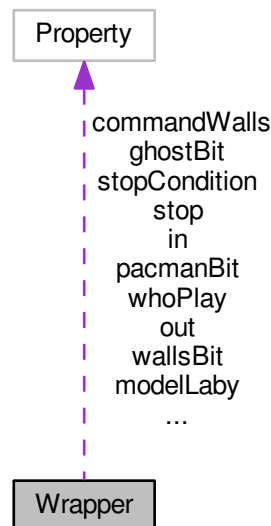 Property
commandWalls
ghostBit
stopCondition
stop
in
pacmanBit
whoPlay
out
wallsBit
modelLaby
...
Wrapper